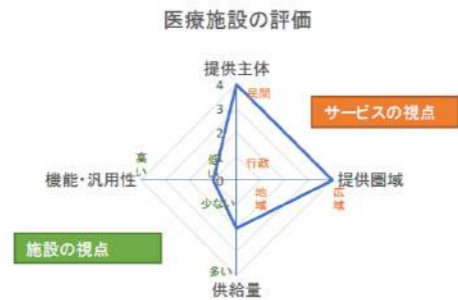 医療施設の評価
提供主体
4
民間
3
サービスの視点
2
高い
低い
行政
機能・汎用性
0
提供圏域
少ない
地域
広域
施設の視点
多い
供給量